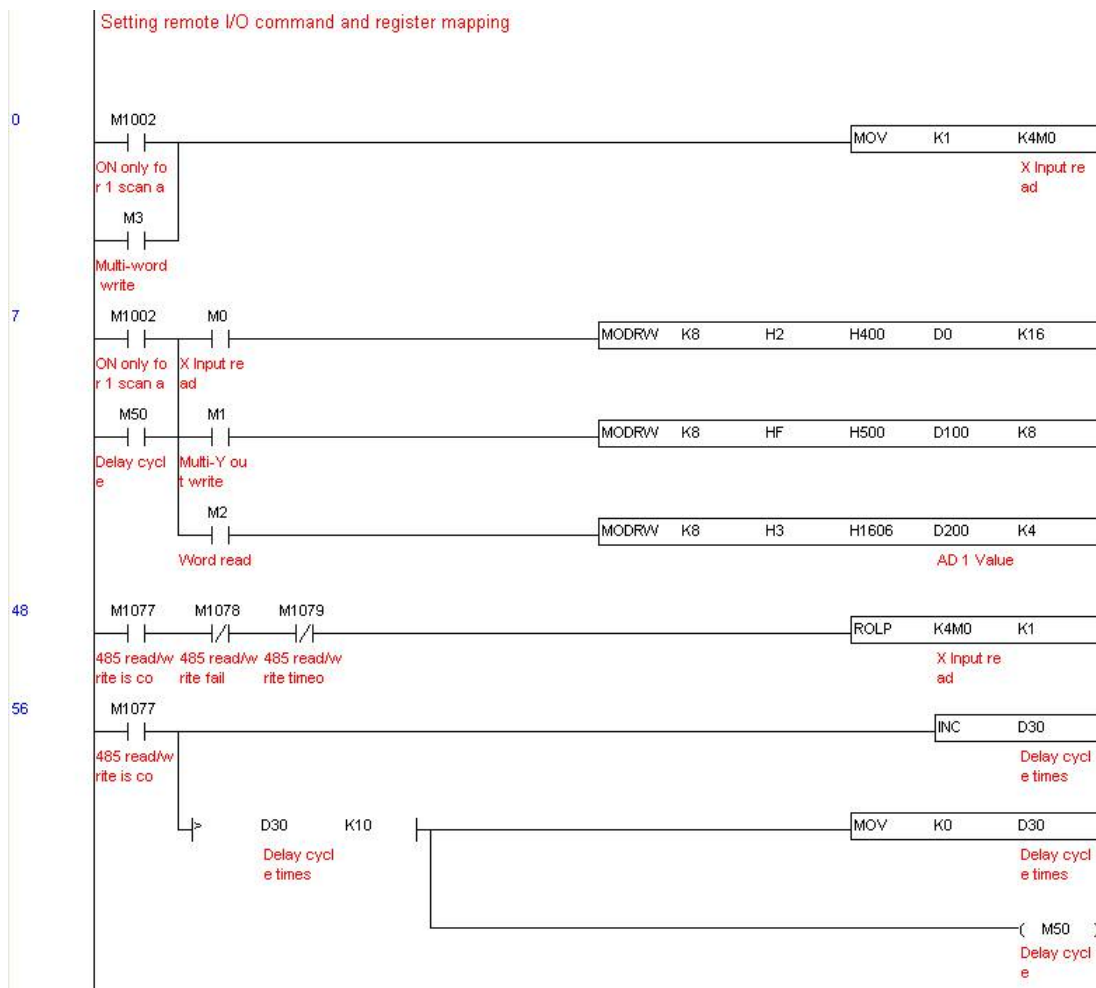 Setting remote I/O command and register mapping
0
M1002
MOV K1 K4M0
ON only fo
r 1 scan a
X Input re
ad
M3
Multi-word
write
7
M1002 M0
MODRW K8 H2 H400 D0 K16
ON only fo
r 1 scan a
X Input re
ad
M50 M1
MODRW K8 HF H500 D100 K8
Delay cycl
e
Multi-Y ou
t write
M2
MODRW K8 H3 H1606 D200 K4
Word read
AD 1 Value
48
M1077 M1078 M1079
ROLP K4M0 K1
485 read/w
rite is co
485 read/w
rite fail
485 read/w
rite timeo
X Input re
ad
56
M1077
INC D30
485 read/w
rite is co
Delay cycl
e times
> D30 K10
MOV K0 D30
Delay cycl
e times
Delay cycl
e times
( M50 )
Delay cycl
e